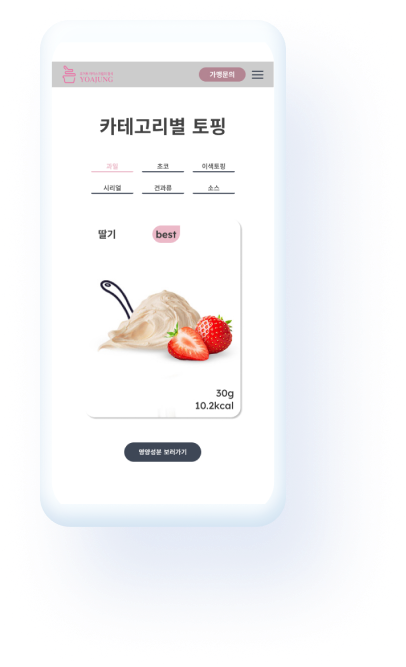 YOAJUNG
가맹문의
카테고리별 토핑
과일 초코 이색토핑
시리얼 견과류 소스
딸기 best
30g
10.2kcal
영양성분 보러가기